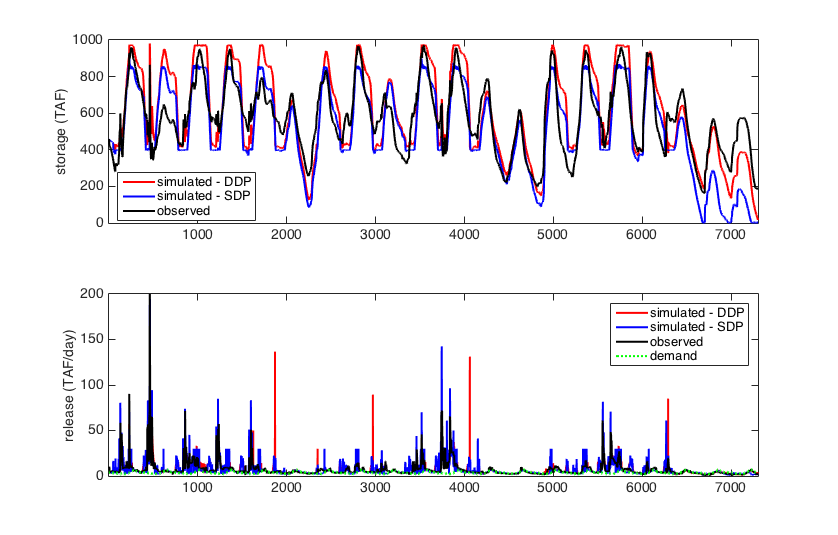 1000
800
600
400
200
0
storage (TAF)
simulated - DDP
simulated - SDP
observed
1000 2000 3000 4000 5000 6000 7000
200
150
100
50
0
release (TAF/day)
simulated - DDP
simulated - SDP
observed
demand
1000 2000 3000 4000 5000 6000 7000